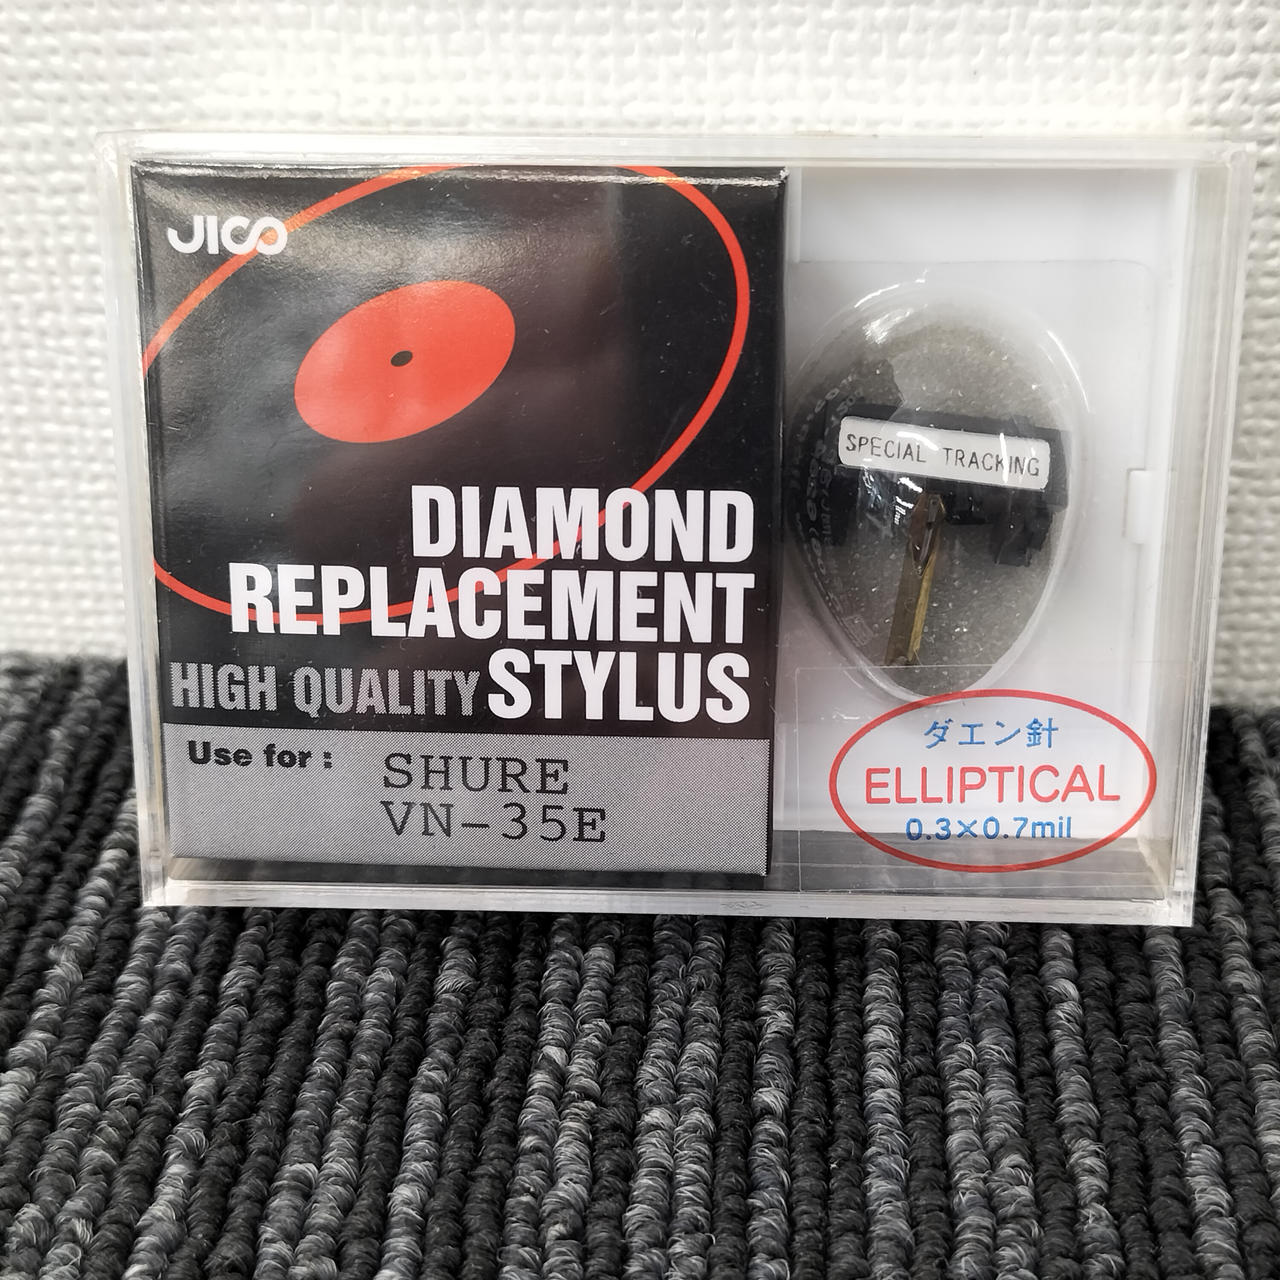 JICO
DIAMOND
REPLACEMENT
HIGH QUALITY STYLUS
Use for :
SHURE
VN-35E
SPECIAL TRACKING
ダエン針
ELLIPTICAL
0.3×0.7mil